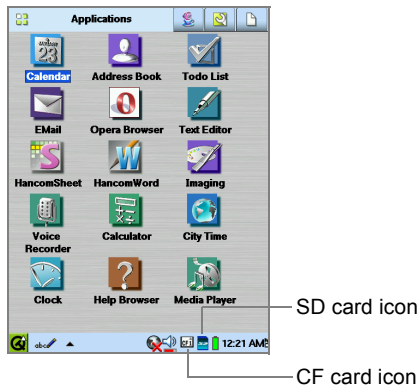 Applications
Calendar Address Book Todo List
EMail Opera Browser Text Editor
HancomSheet HancomWord Imaging
Voice Recorder Calculator City Time
Clock Help Browser Media Player
abc 12:21 AM
SD card icon
CF card icon